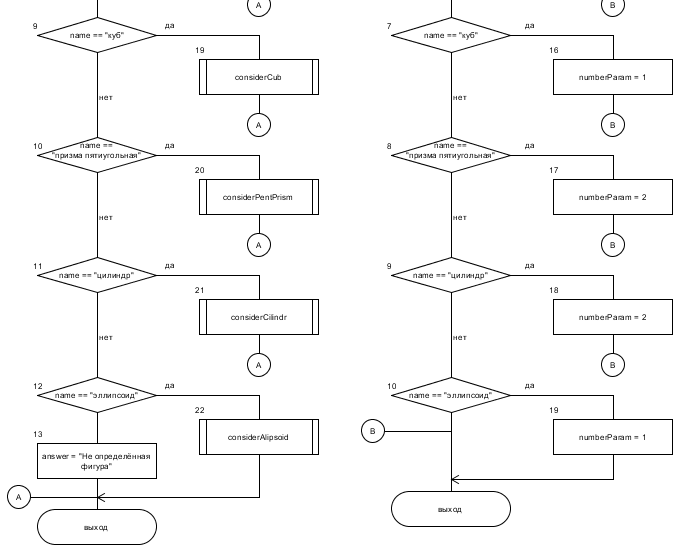 A
9
name == "куб"
да
19
considerCub
A
нет
10
name ==
"призма пятиугольная"
да
20
considerPentPrism
A
нет
11
name == "цилиндр"
да
21
considerCilindr
A
нет
12
name == "эллипсоид"
да
22
considerAlipsoid
13
answer = "Не определённая
фигура"
A
выход
B
7
name == "куб"
да
16
numberParam = 1
B
нет
8
name ==
"призма пятиугольная"
да
17
numberParam = 2
B
нет
9
name == "цилиндр"
да
18
numberParam = 2
B
нет
10
name == "эллипсоид"
да
19
numberParam = 1
B
выход